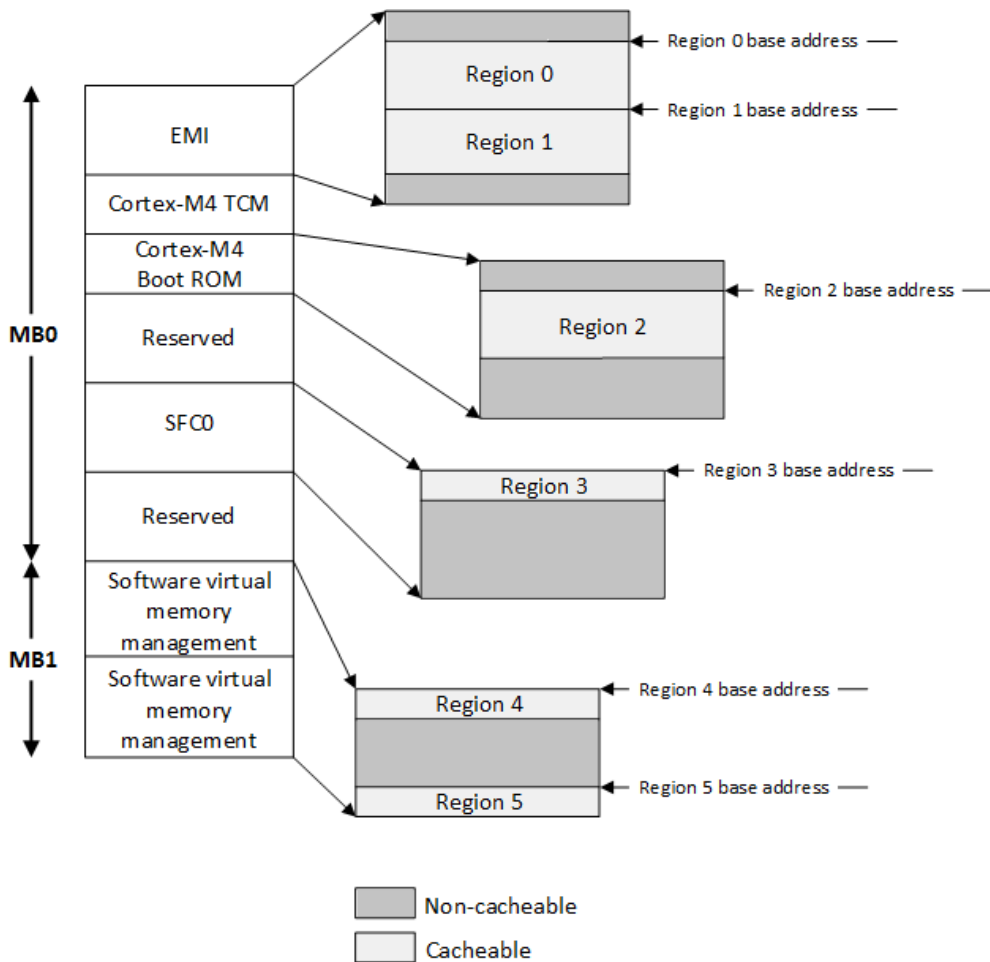 Region 0 base address
Region 0
Region 1 base address
Region 1
EMI
Cortex-M4 TCM
Cortex-M4
Boot ROM
Region 2 base address
Region 2
MB0
Reserved
SFC0
Region 3 base address
Region 3
Reserved
Software virtual
memory
management
MB1
Software virtual
memory
management
Region 4 base address
Region 4
Region 5 base address
Region 5
Non-cacheable
Cacheable